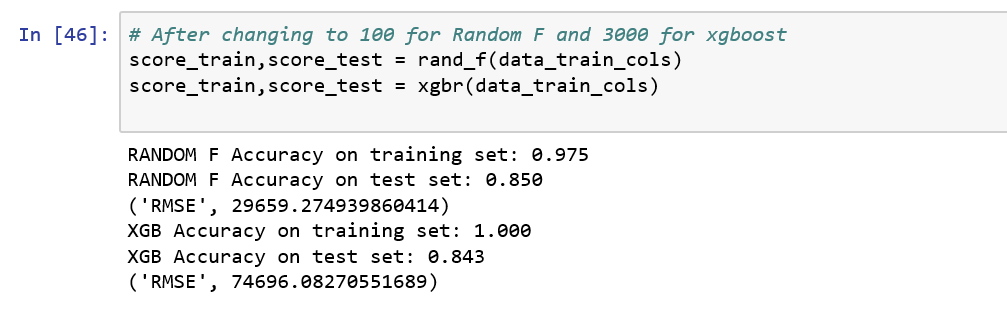 In [46]: # After changing to 100 for Random F and 3000 for xgboost
score_train,score_test = rand_f(data_train_cols)
score_train,score_test = xgbr(data_train_cols)
RANDOM F Accuracy on training set: 0.975
RANDOM F Accuracy on test set: 0.850
('RMSE', 29659.274939860414)
XGB Accuracy on training set: 1.000
XGB Accuracy on test set: 0.843
('RMSE', 74696.08270551689)